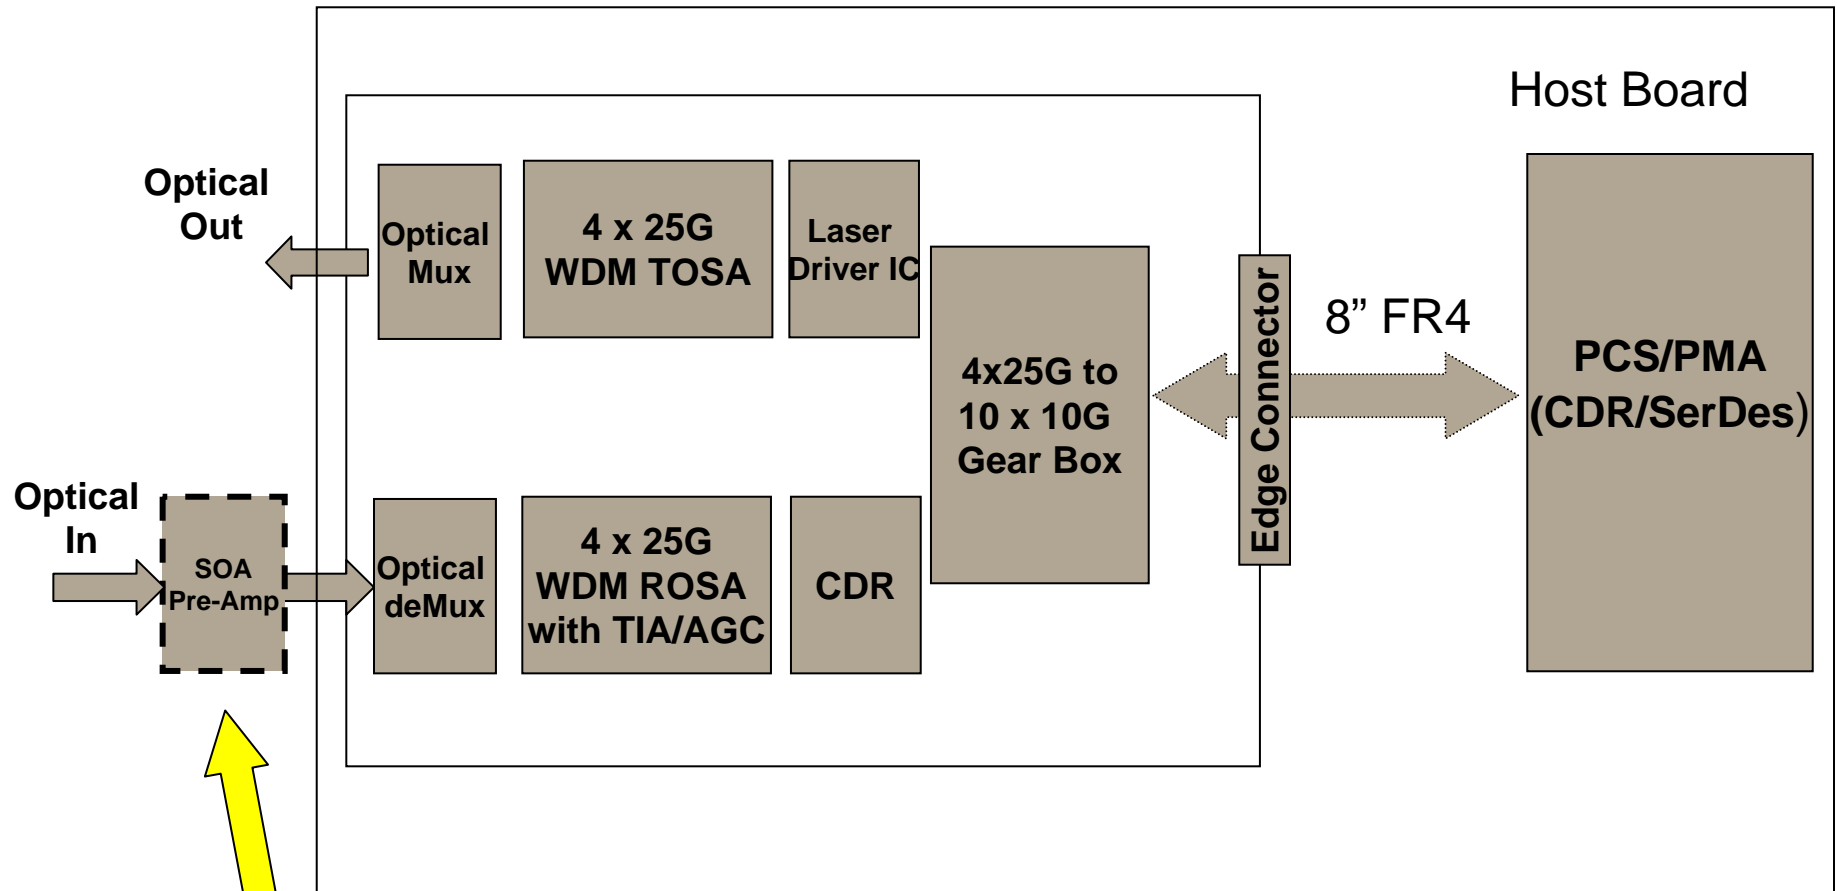 Host Board
Optical
Out
Optical
Mux
4 x 25G
WDM TOSA
Laser
Driver IC
4x25G to
10 x 10G
Gear Box
Edge Connector
8” FR4
PCS/PMA
(CDR/SerDes)
Optical
In
SOA
Pre-Amp
Optical
deMux
4 x 25G
WDM ROSA
with TIA/AGC
CDR